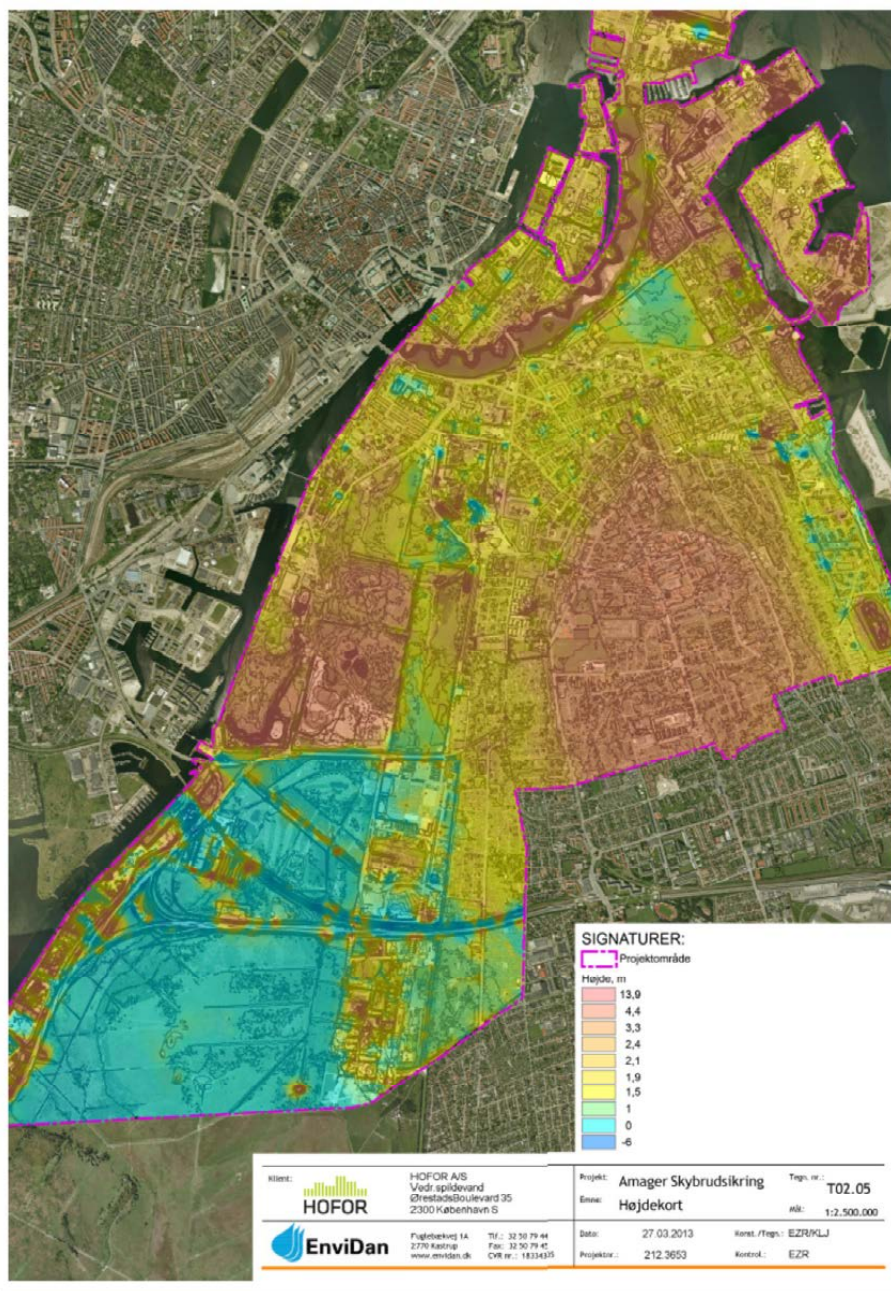 SIGNATURER:
Projektområde
Højde, m
13,9
4,4
3,3
2,4
2,1
1,9
1,5
1
0
-6
Klient:
HOFOR
HOFOR A/S
Vedr.spildevand
ØrestadsBoulevard 35
2300 København S
EnviDan
Fuglebækvej 1A
2770 Kastrup
www.envidan.dk
Tlf.: 32 50 79 44
Fax: 32 50 79 45
CVR nr.: 18334335
Projekt: Amager Skybrudsikring
Emne: Højdekort
Tegn. nr.: T02.05
Mål: 1:2.500.000
Dato: 27.03.2013
Konst./Tegn.: EZR/KLJ
Projektnr.: 212.3653
Kontrol.: EZR